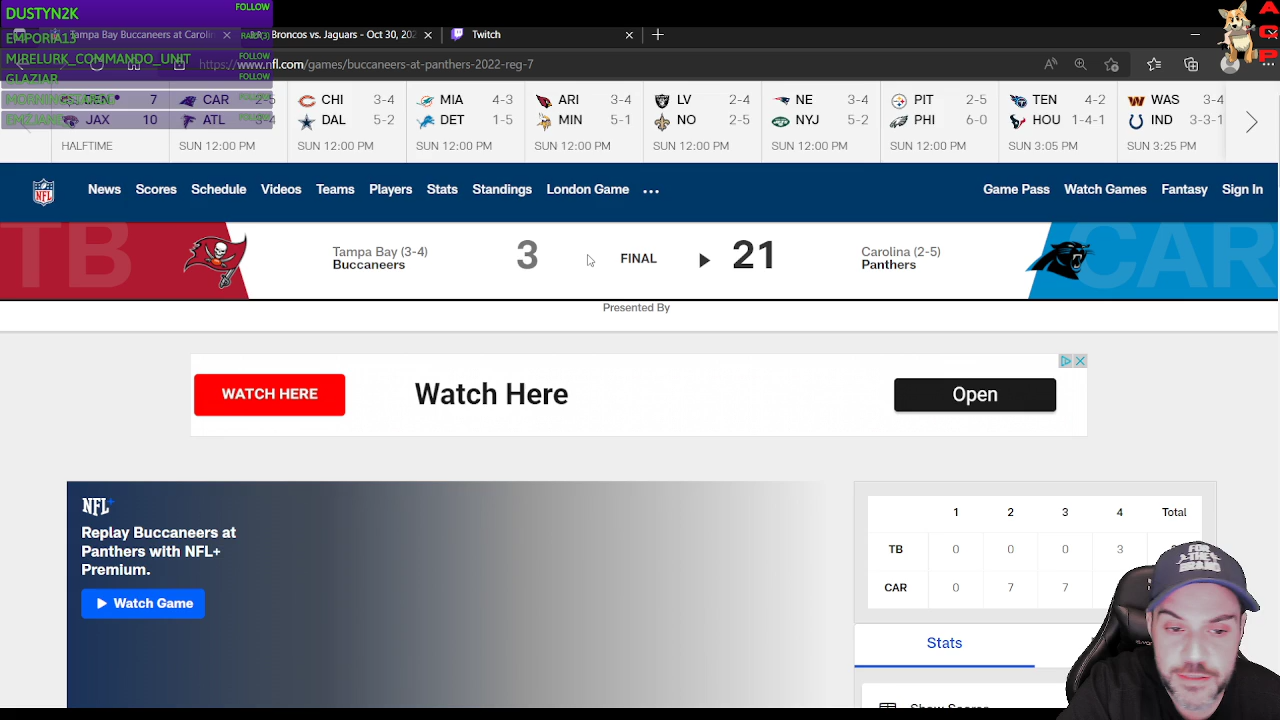 DUSTYN2K FOLLOW
EMPORIA13 RAID(3)
MIRELURK_COMMANDO_UNIT FOLLOW
GLAZIAR FOLLOW
ACP
Tampa Bay Buccaneers at Carolin
Broncos vs. Jaguars - Oct 30, 202
Twitch
https://www.nfl.com/games/buccaneers-at-panthers-2022-reg-7
DEN 7
JAX 10
HALFTIME
CAR 2-5
ATL 3-4
SUN 12:00 PM
CHI 3-4
DAL 5-2
SUN 12:00 PM
MIA 4-3
DET 1-5
SUN 12:00 PM
ARI 3-4
MIN 5-1
SUN 12:00 PM
LV 2-4
NO 2-5
SUN 12:00 PM
NE 3-4
NYJ 5-2
SUN 12:00 PM
PIT 2-5
PHI 6-0
SUN 12:00 PM
TEN 4-2
HOU 1-4-1
SUN 3:05 PM
WAS 3-4
IND 3-3-1
SUN 3:25 PM
NFL News Scores Schedule Videos Teams Players Stats Standings London Game ... Game Pass Watch Games Fantasy Sign In
TB
Tampa Bay (3-4)
Buccaneers
3 FINAL 21
Carolina (2-5)
Panthers
CAR
Presented By
WATCH HERE Watch Here Open
NFL+
Replay Buccaneers at
Panthers with NFL+
Premium.
Watch Game
1 2 3 4 Total
TB 0 0 0 3
CAR 0 7 7
Stats
FOR THEY